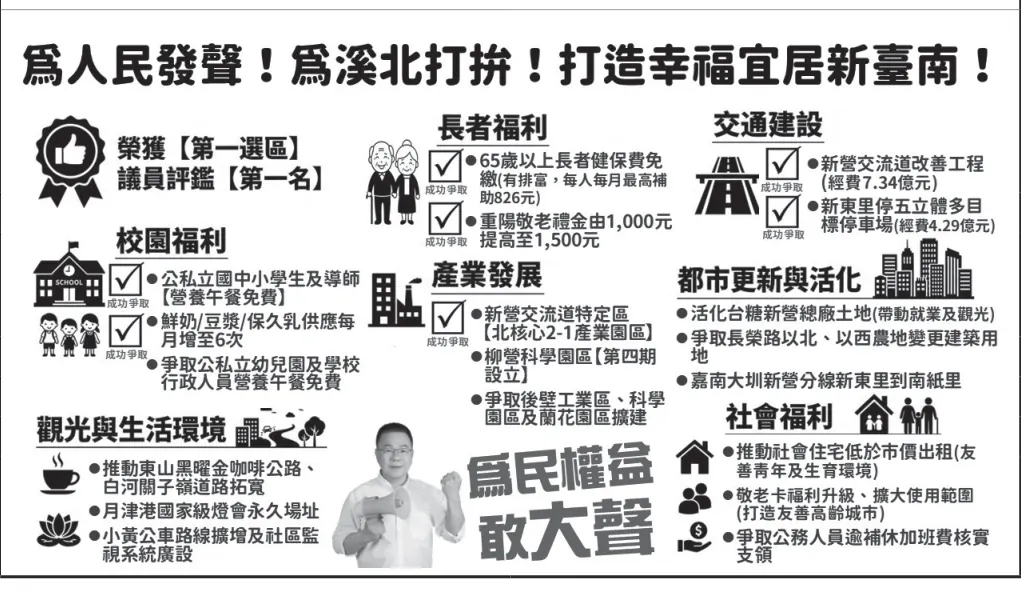 爲人民發聲！爲溪北打拚！打造幸福宜居新臺南！
榮獲【第一選區】
議員評鑑【第一名】
校園福利
SCHOOL
成功爭取
●公私立國中小學生及導師
【營養午餐免費】
成功爭取
●鮮奶/豆漿/保久乳供應每
月增至6次
●爭取公私立幼兒園及學校
行政人員營養午餐免費
觀光與生活環境
●推動東山黑曜金咖啡公路、
白河關子嶺道路拓寬
●月津港國家級燈會永久場址
●小黃公車路線擴增及社區監
視系統廣設
長者福利
成功爭取
●65歲以上長者健保費免
繳(有排富，每人每月最高補
助826元)
成功爭取
●重陽敬老禮金由1,000元
提高至1,500元
產業發展
成功爭取
●新營交流道特定區
【北核心2-1產業園區】
●柳營科學園區【第四期
設立】
●爭取後壁工業區、科學
園區及蘭花園區擴建
爲民權益
敢大聲
交通建設
成功爭取
●新營交流道改善工程
(經費7.34億元)
成功爭取
●新東里停五立體多目
標停車場(經費4.29億元)
都市更新與活化
●活化台糖新營總廠土地(帶動就業及觀光)
●爭取長榮路以北、以西農地變更建築用
地
●嘉南大圳新營分線新東里到南紙里
社會福利
●推動社會住宅低於市價出租(友
善青年及生育環境)
●敬老卡福利升級、擴大使用範圍
(打造友善高齡城市)
$
●爭取公務人員逾補休加班費核實
支領